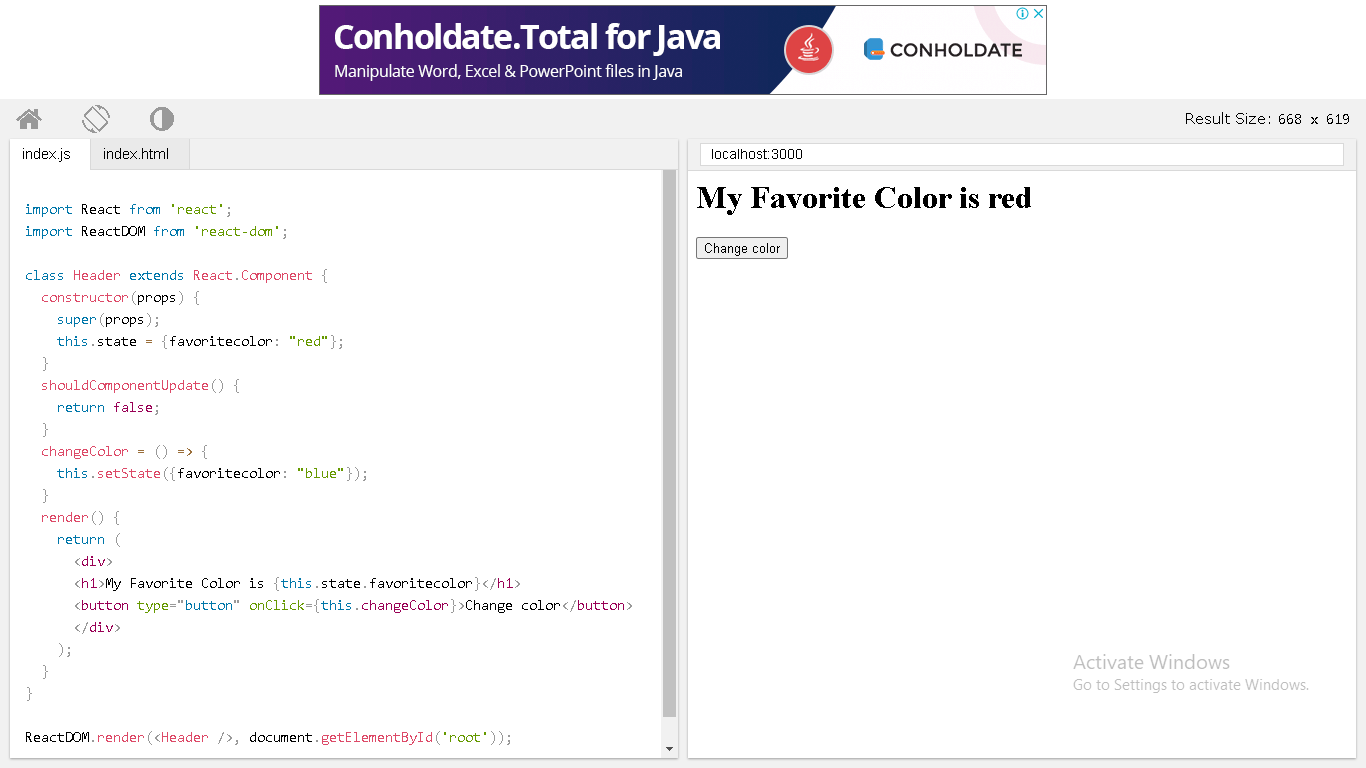 Conholdate.Total for Java
Manipulate Word, Excel & PowerPoint files in Java
CONHOLDATE
Result Size: 668 x 619
index.js
index.html
import React from 'react';
import ReactDOM from 'react-dom';
class Header extends React.Component {
  constructor(props) {
    super(props);
    this.state = {favoritecolor: "red"};
  }
  shouldComponentUpdate() {
    return false;
  }
  changeColor = () => {
    this.setState({favoritecolor: "blue"});
  }
  render() {
    return (
      <div>
      <h1>My Favorite Color is {this.state.favoritecolor}</h1>
      <button type="button" onClick={this.changeColor}>Change color</button>
      </div>
    );
  }
}
ReactDOM.render(<Header />, document.getElementById('root'));
localhost:3000
My Favorite Color is red
Change color
Activate Windows
Go to Settings to activate Windows.